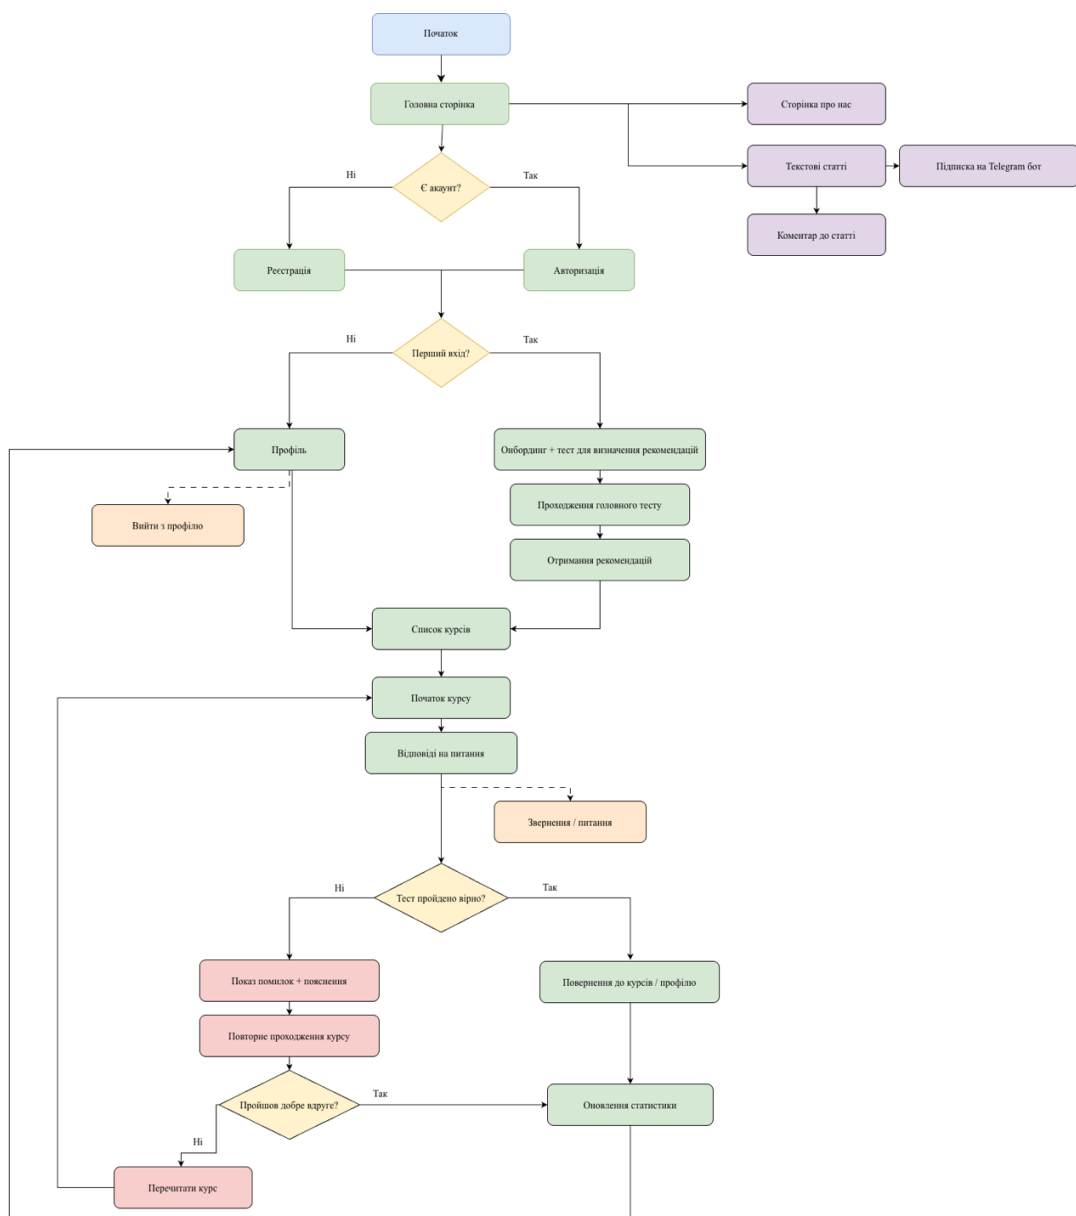 Початок
Головна сторінка
Сторінка про нас
Текстові статті
Підписка на Telegram бот
Коментар до статті
Ні
Є акаунт?
Так
Реєстрація
Авторизація
Ні
Перший вхід?
Так
Профіль
Онбординг + тест для визначення рекомендацій
Вийти з профілю
Проходження головного тесту
Отримання рекомендацій
Список курсів
Початок курсу
Відповіді на питання
Звернення / питання
Ні
Тест пройдено вірно?
Так
Показ помилок + пояснення
Повернення до курсів / профілю
Повторне проходження курсу
Пройшов добре вдруге?
Так
Оновлення статистики
Ні
Перечитати курс